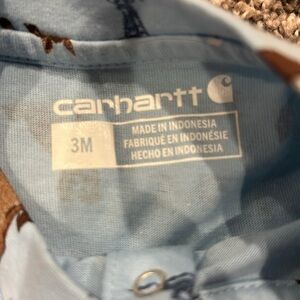 carhartt
3M
MADE IN INDONESIA
FABRIQUÉ EN INDONÉSIE
HECHO EN INDONESIA